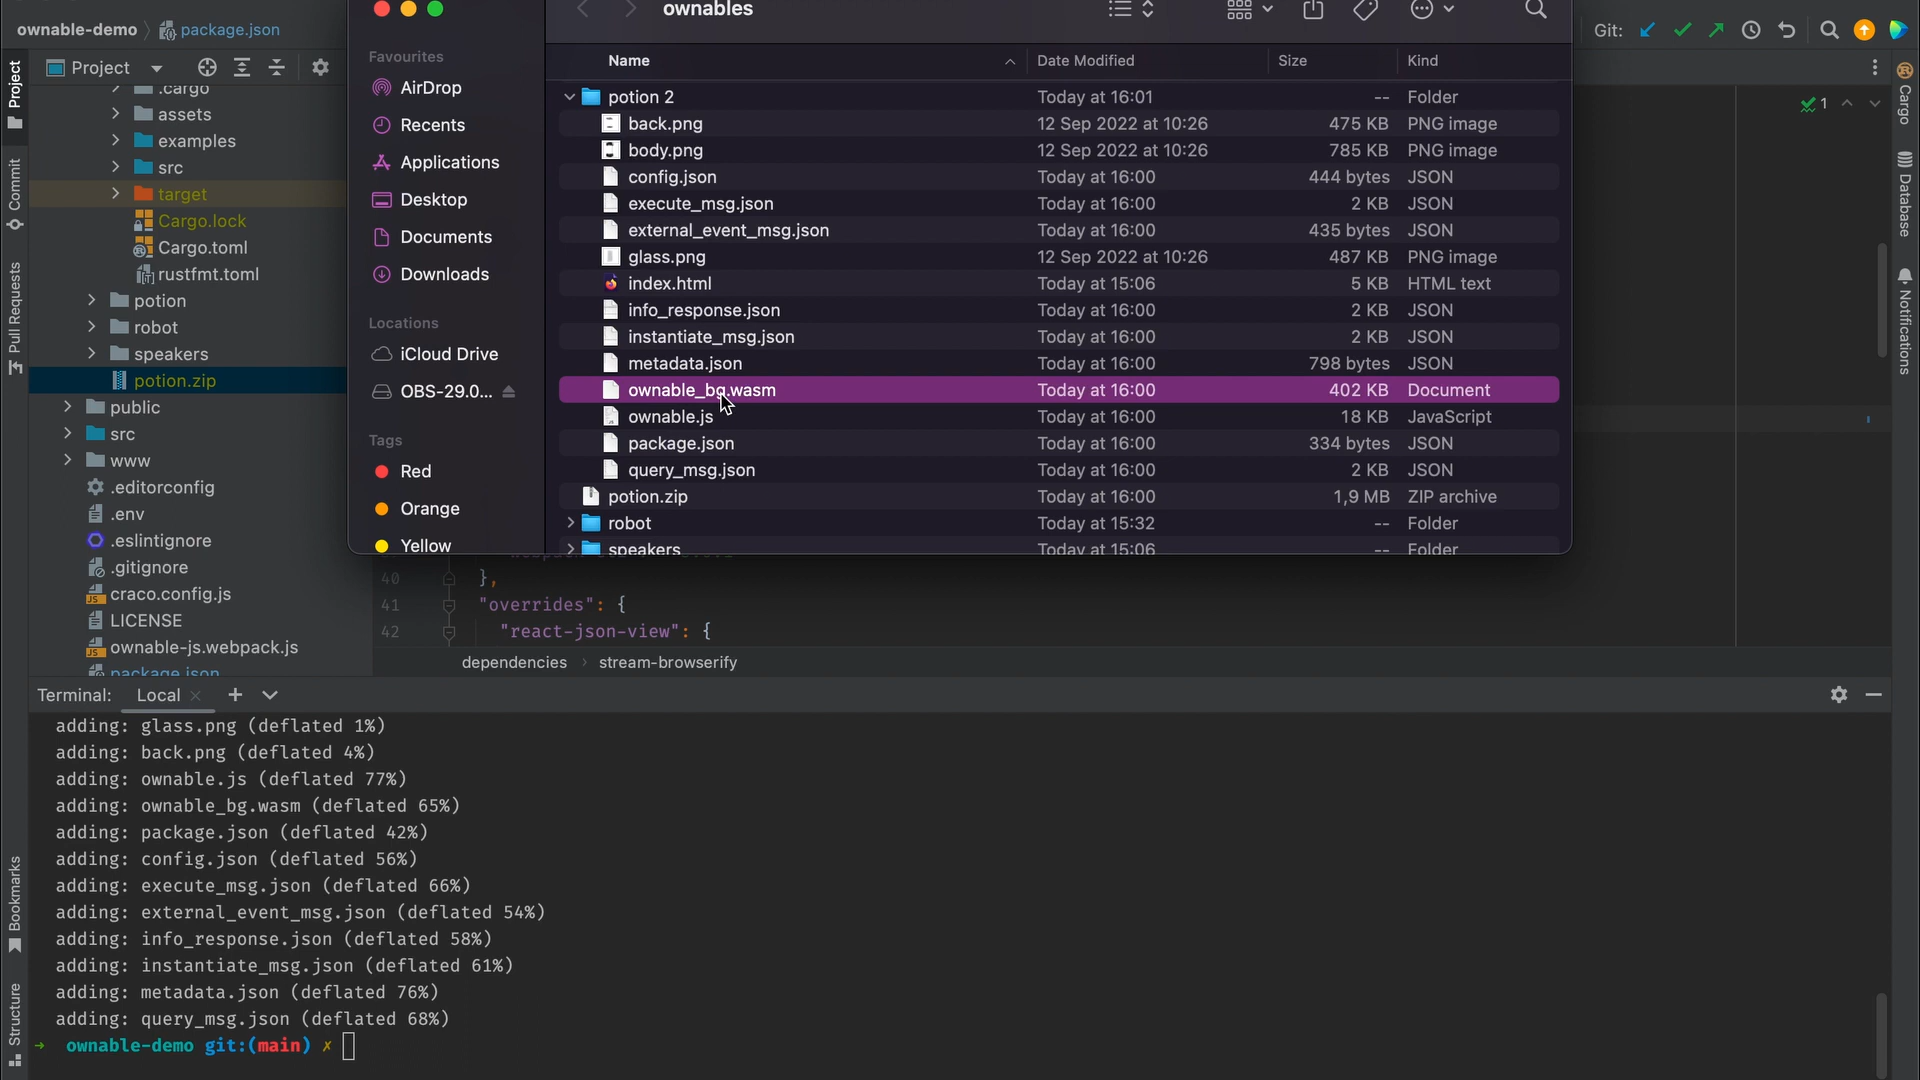 ownable-demo package.json
Git:
Project
.cargo
assets
examples
src
target
Cargo.lock
Cargo.toml
rustfmt.toml
potion
robot
speakers
potion.zip
public
src
www
.editorconfig
.env
.eslintignore
.gitignore
craco.config.js
LICENSE
ownable-js.webpack.js
package.json
Project
Commit
Pull Requests
Bookmarks
Structure
ownables
Favourites
AirDrop
Recents
Applications
Desktop
Documents
Downloads
Locations
iCloud Drive
OBS-29.0...
Tags
Red
Orange
Yellow
Name Date Modified Size Kind
potion 2 Today at 16:01 -- Folder
back.png 12 Sep 2022 at 10:26 475 KB PNG image
body.png 12 Sep 2022 at 10:26 785 KB PNG image
config.json Today at 16:00 444 bytes JSON
execute_msg.json Today at 16:00 2 KB JSON
external_event_msg.json Today at 16:00 435 bytes JSON
glass.png 12 Sep 2022 at 10:26 487 KB PNG image
index.html Today at 15:06 5 KB HTML text
info_response.json Today at 16:00 2 KB JSON
instantiate_msg.json Today at 16:00 2 KB JSON
metadata.json Today at 16:00 798 bytes JSON
ownable_bg.wasm Today at 16:00 402 KB Document
ownable.js Today at 16:00 18 KB JavaScript
package.json Today at 16:00 334 bytes JSON
query_msg.json Today at 16:00 2 KB JSON
potion.zip Today at 16:00 1,9 MB ZIP archive
robot Today at 15:32 -- Folder
speakers Today at 15:06 -- Folder
1
Cargo
Database
Notifications
40 },
41 "overrides": {
42 "react-json-view": {
dependencies › stream-browserify
Terminal: Local
adding: glass.png (deflated 1%)
adding: back.png (deflated 4%)
adding: ownable.js (deflated 77%)
adding: ownable_bg.wasm (deflated 65%)
adding: package.json (deflated 42%)
adding: config.json (deflated 56%)
adding: execute_msg.json (deflated 66%)
adding: external_event_msg.json (deflated 54%)
adding: info_response.json (deflated 58%)
adding: instantiate_msg.json (deflated 61%)
adding: metadata.json (deflated 76%)
adding: query_msg.json (deflated 68%)
→ ownable-demo git:(main) ✗